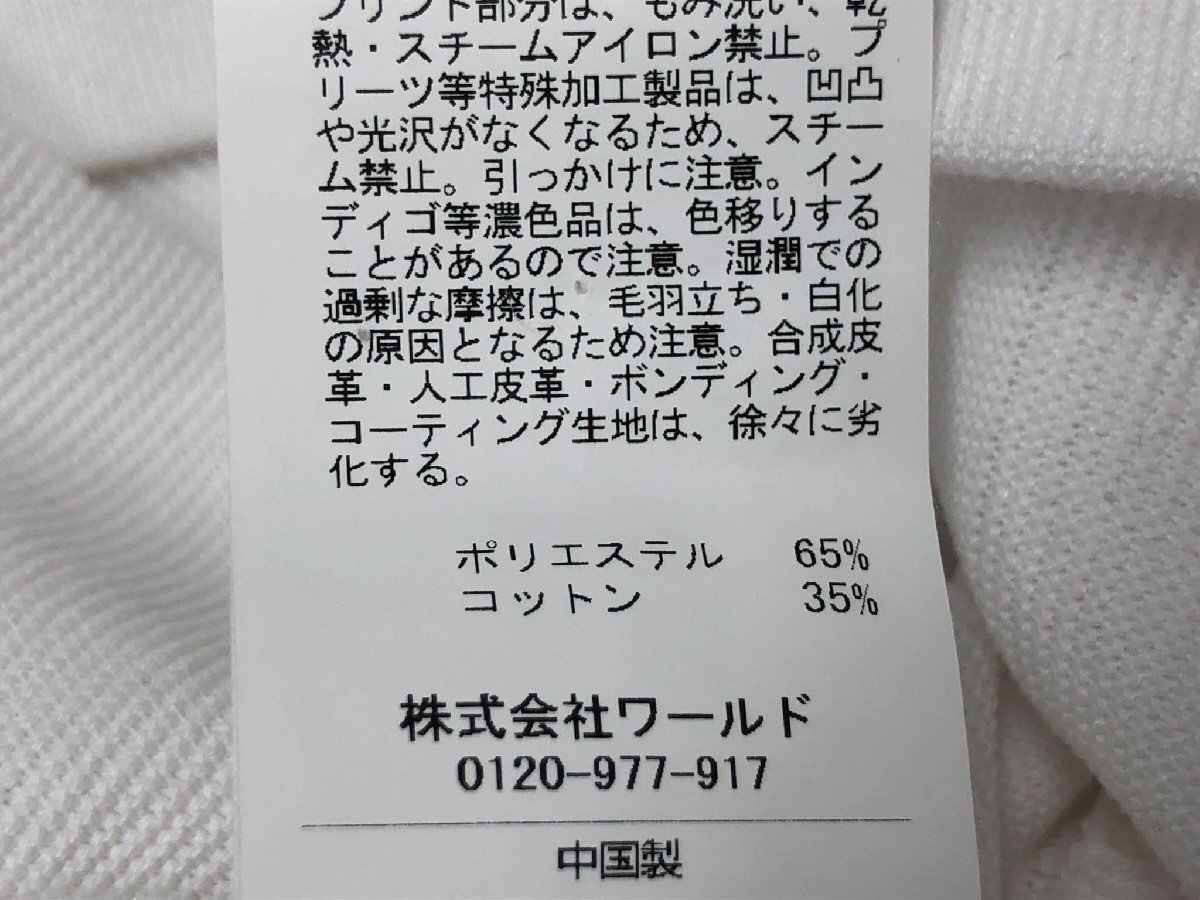 プリント部分は、もみ洗い、乾
熱・スチームアイロン禁止。プ
リーツ等特殊加工製品は、凹凸
や光沢がなくなるため、スチー
ム禁止。引っかけに注意。イン
ディゴ等濃色品は、色移りする
ことがあるので注意。湿潤での
過剰な摩擦は、毛羽立ち・白化
の原因となるため注意。合成皮
革・人工皮革・ボンディング・
コーティング生地は、徐々に劣
化する。
ポリエステル 65%
コットン 35%
株式会社ワールド
0120-977-917
中国製